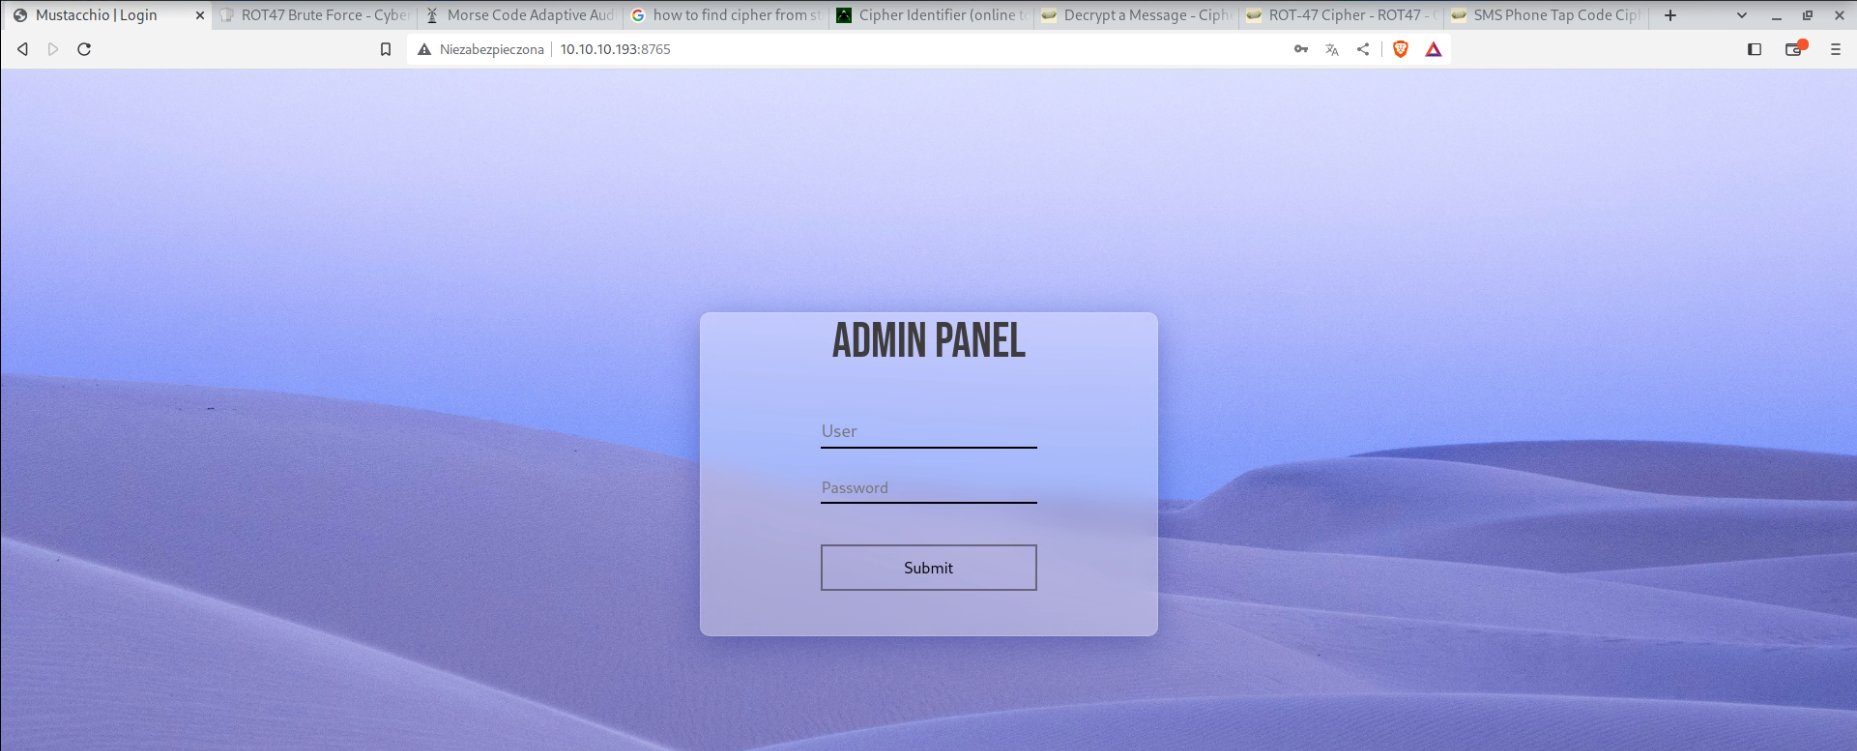 Mustacchio | Login
ROT47 Brute Force - Cyber
Morse Code Adaptive Aud
how to find cipher from st
Cipher Identifier (online to
Decrypt a Message - Ciphe
ROT-47 Cipher - ROT47 -
SMS Phone Tap Code Ciph
Niezabezpieczona
10.10.10.193:8765
ADMIN PANEL
User
Password
Submit